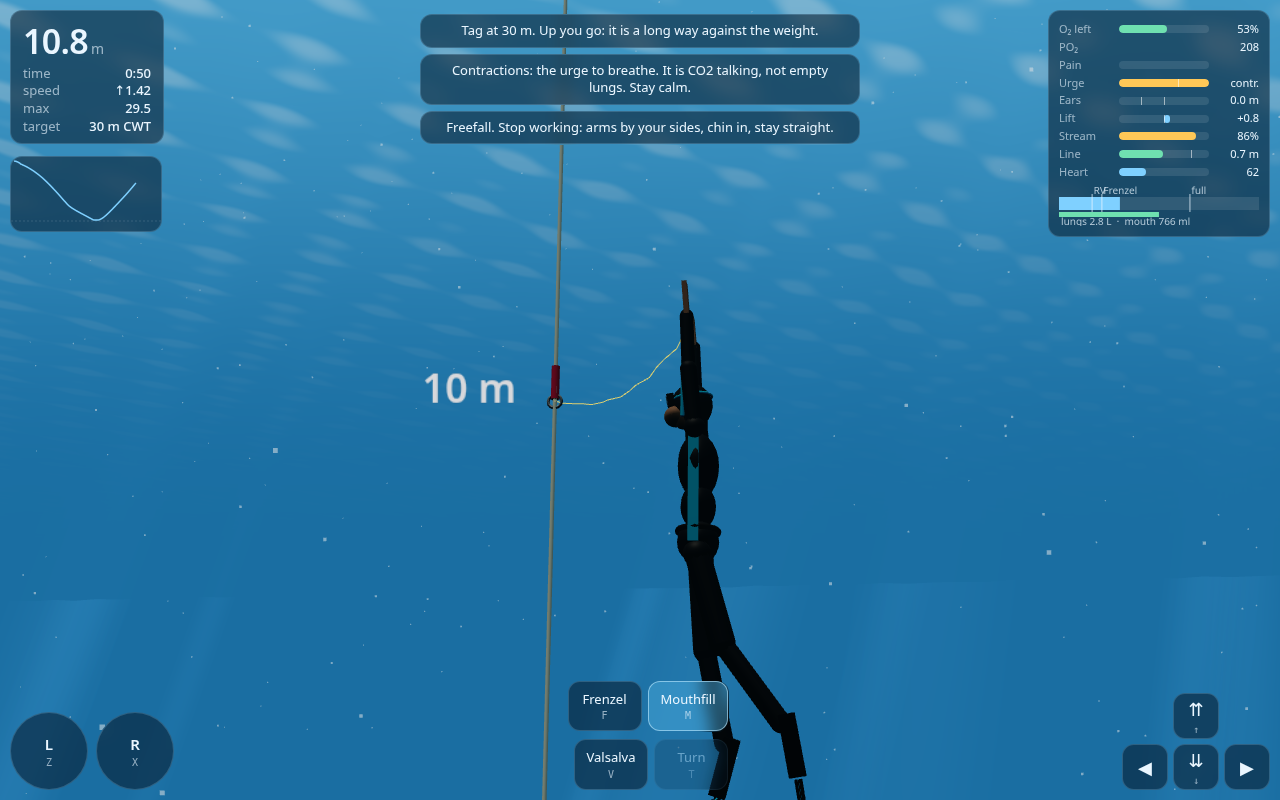 10.8 m
time 0:50
speed ↑1.42
max 29.5
target 30 m CWT
Tag at 30 m. Up you go: it is a long way against the weight.
Contractions: the urge to breathe. It is CO2 talking, not empty
lungs. Stay calm.
Freefall. Stop working: arms by your sides, chin in, stay straight.
O₂ left 53%
PO₂ 208
Pain
Urge contr.
Ears 0.0 m
Lift +0.8
Stream 86%
Line 0.7 m
Heart 62
RV Frenzel full
lungs 2.8 L · mouth 766 ml
10 m
Frenzel
F
Mouthfill
M
Valsalva
V
Turn
T
L
Z
R
X
⇈
↑
◀ ⇊ ▶
↓